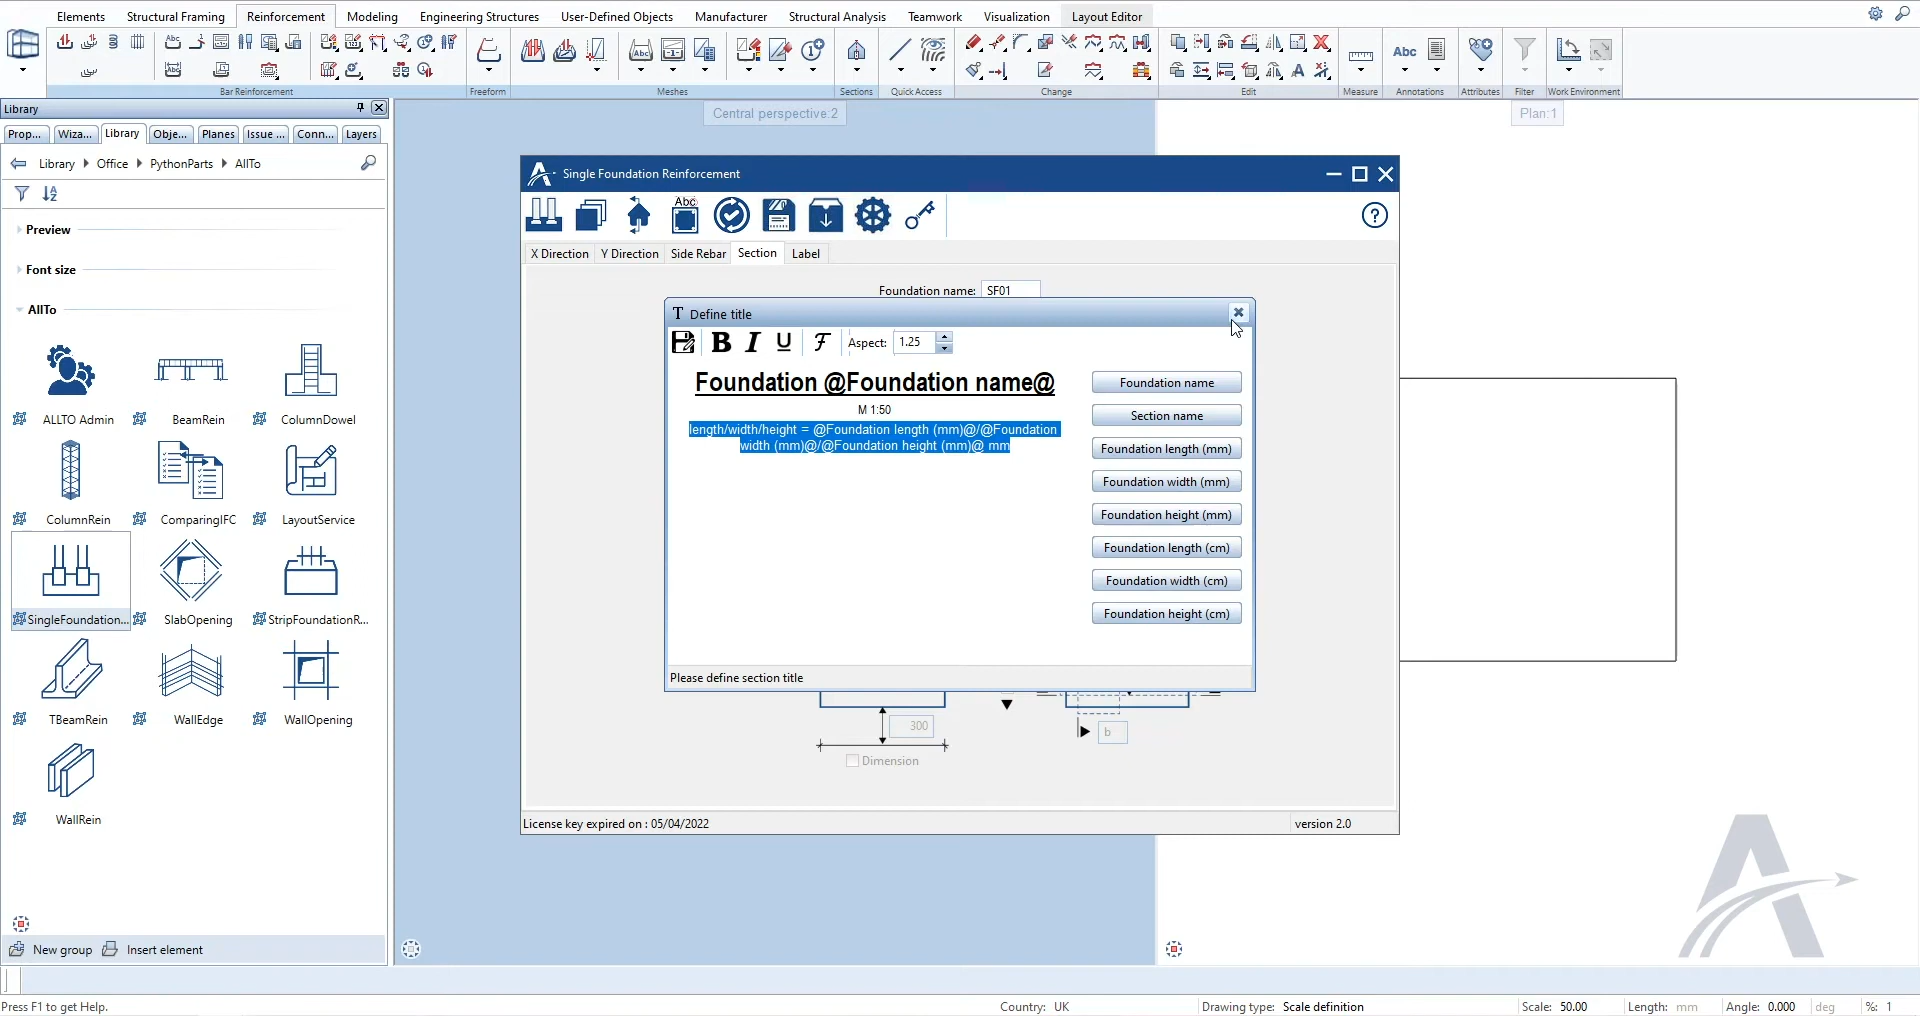 Elements Structural Framing Reinforcement Modeling Engineering Structures User-Defined Objects Manufacturer Structural Analysis Teamwork Visualization Layout Editor
Abc
Abc
Abc
Abc
Bar Reinforcement Freeform Meshes Sections Quick Access Change Edit Measure Annotations Attributes Filter Work Environment
Library
Prop... Wiza... Library Obje... Planes Issue ... Conn... Layers
Library Office PythonParts AllTo
Preview
Font size
AllTo
ALLTO Admin BeamRein ColumnDowel
ColumnRein ComparingIFC LayoutService
SingleFoundation... SlabOpening StripFoundationR...
TBeamRein WallEdge WallOpening
WallRein
New group Insert element
Central perspective:2
Plan:1
Single Foundation Reinforcement
Abc
X Direction Y Direction Side Rebar Section Label
Foundation name: SF01
T Define title
B I U F Aspect: 1.25
Foundation @Foundation name@
M 1:50
length/width/height = @Foundation length (mm)@/@Foundation
width (mm)@/@Foundation height (mm)@ mm
Foundation name
Section name
Foundation length (mm)
Foundation width (mm)
Foundation height (mm)
Foundation length (cm)
Foundation width (cm)
Foundation height (cm)
Please define section title
300
b
Dimension
License key expired on : 05/04/2022 version 2.0
Press F1 to get Help. Country: UK Drawing type: Scale definition Scale: 50.00 Length: mm Angle: 0.000 deg %: 1